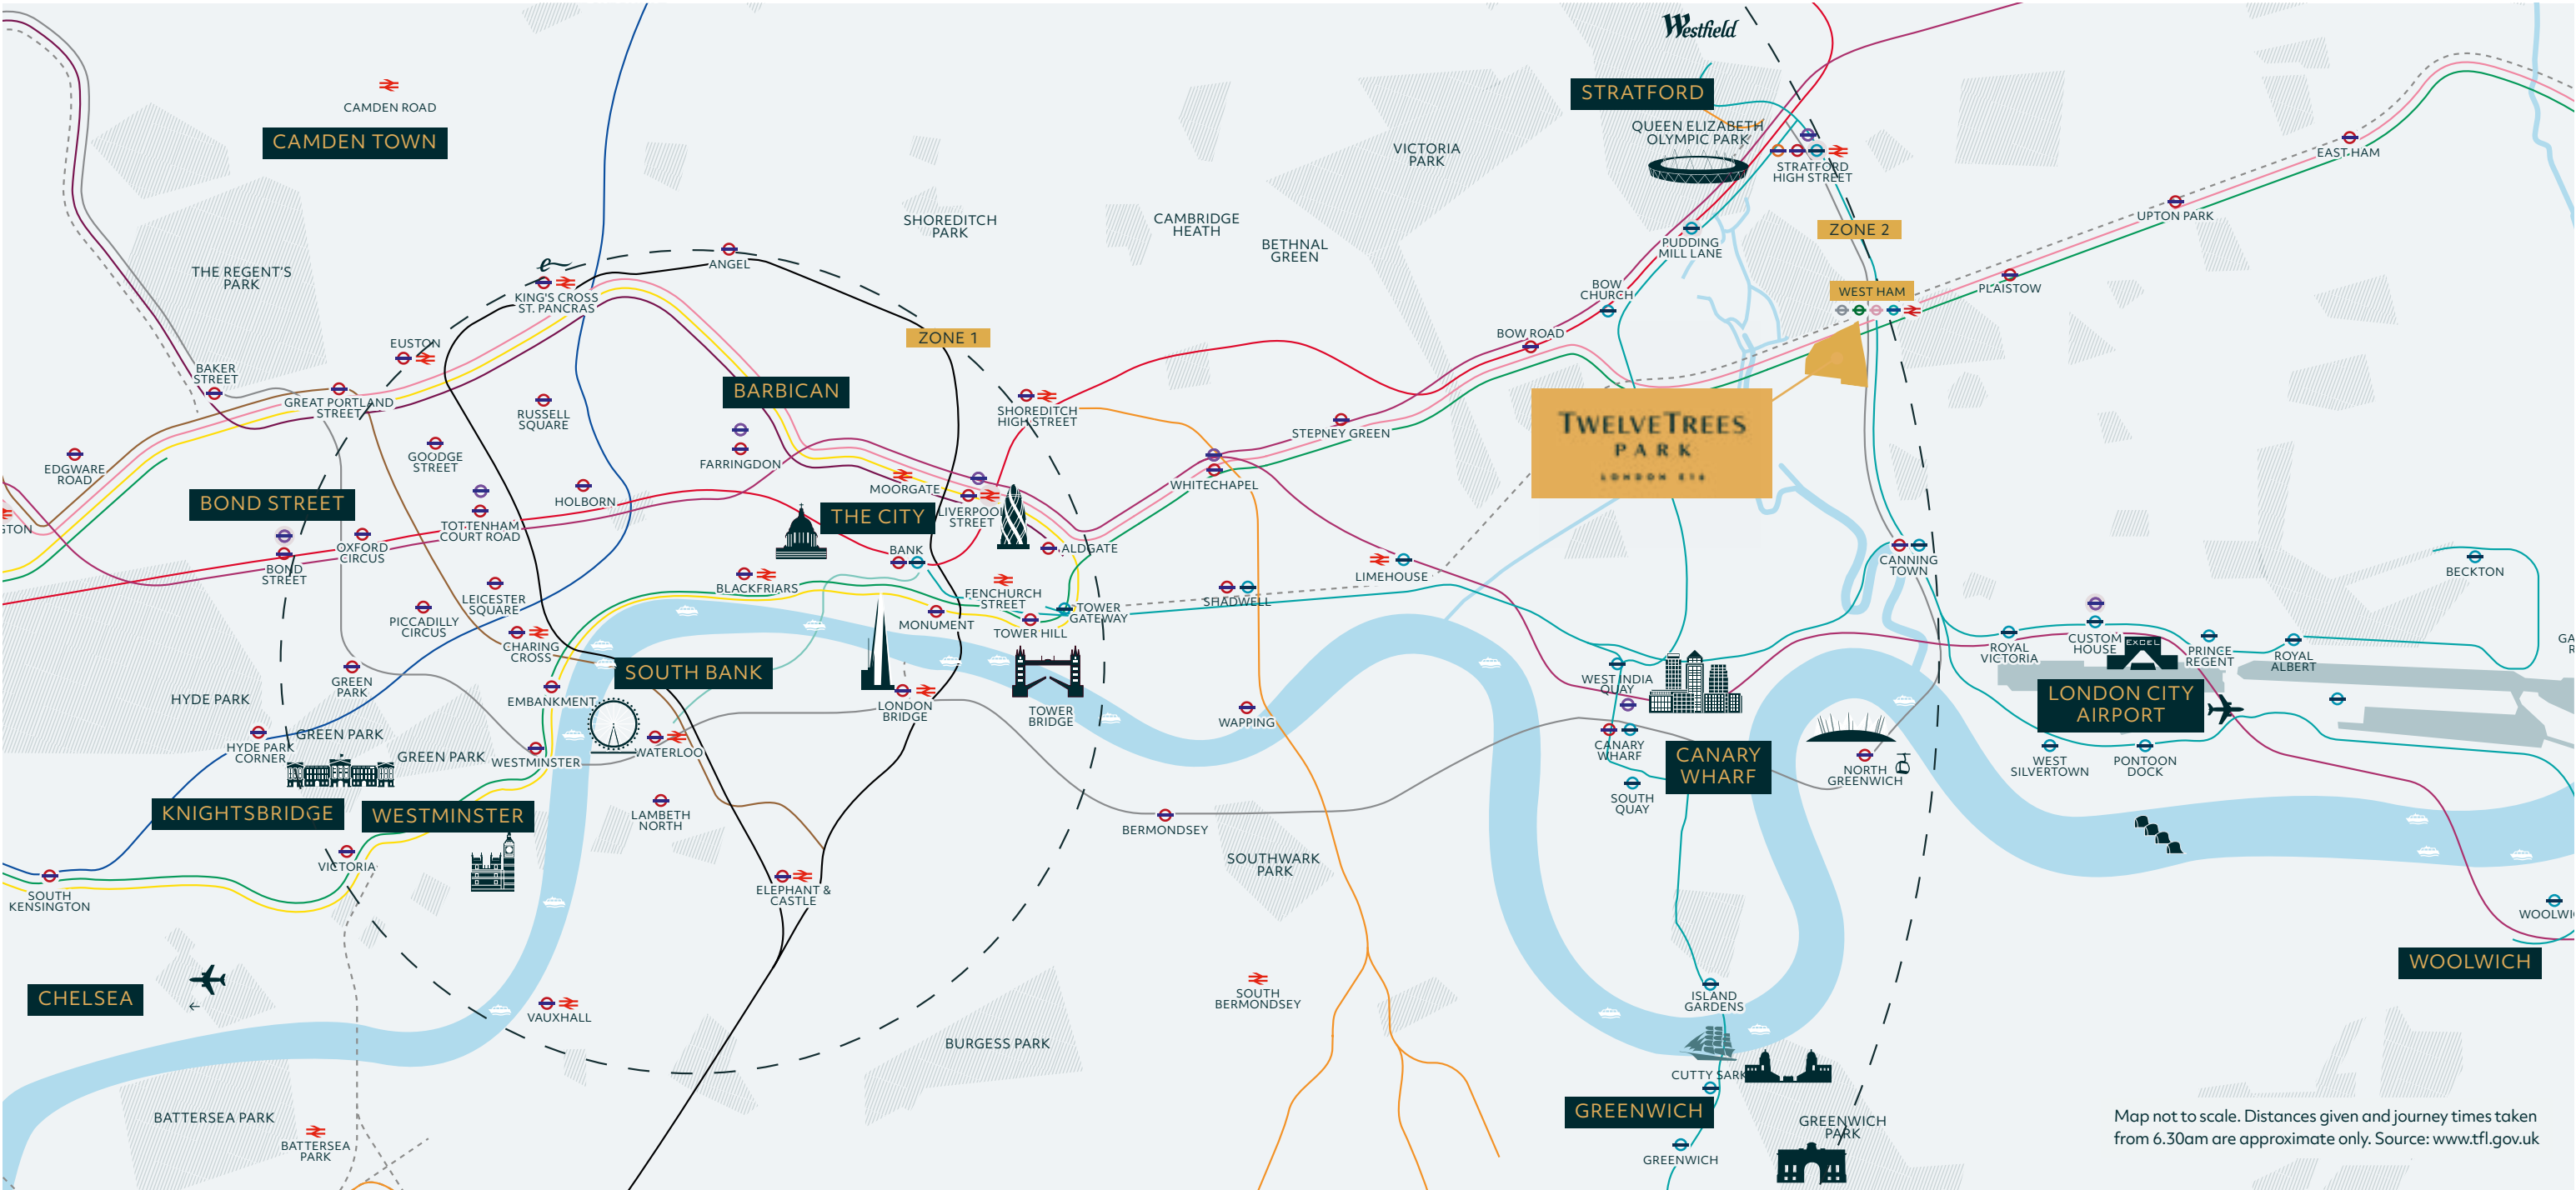 Westfield
STRATFORD
CAMDEN ROAD
CAMDEN TOWN
QUEEN ELIZABETH
OLYMPIC PARK
VICTORIA
PARK
STRATFORD
HIGH STREET
EAST HAM
UPTON PARK
SHOREDITCH
PARK
CAMBRIDGE
HEATH
BETHNAL
GREEN
PUDDING
MILL LANE
ZONE 2
THE REGENT'S
PARK
ANGEL
KING'S CROSS
ST. PANCRAS
BOW
CHURCH
WEST HAM
PLAISTOW
EUSTON
ZONE 1
BOW ROAD
BAKER
STREET
GREAT PORTLAND
STREET
BARBICAN
RUSSELL
SQUARE
SHOREDITCH
HIGH STREET
STEPNEY GREEN
TWELVETREES
PARK
LONDON E16
EDGWARE
ROAD
GOODGE
STREET
FARRINGDON
MOORGATE
WHITECHAPEL
BOND STREET
HOLBORN
TOTTENHAM
COURT ROAD
THE CITY
LIVERPOOL
STREET
GTON
OXFORD
CIRCUS
BOND
STREET
BANK
ALDGATE
CANNING
TOWN
LIMEHOUSE
BECKTON
BLACKFRIARS
LEICESTER
SQUARE
FENCHURCH
STREET
SHADWELL
PICCADILLY
CIRCUS
MONUMENT
TOWER
GATEWAY
TOWER HILL
CHARING
CROSS
ROYAL
VICTORIA
CUSTOM
HOUSE
EXCEL
PRINCE
REGENT
ROYAL
ALBERT
GA
R
SOUTH BANK
GREEN
PARK
WEST INDIA
QUAY
HYDE PARK
EMBANKMENT
LONDON
BRIDGE
TOWER
BRIDGE
WAPPING
LONDON CITY
AIRPORT
GREEN PARK
HYDE PARK
CORNER
GREEN PARK
WESTMINSTER
WATERLOO
CANARY
WHARF
CANARY
WHARF
NORTH
GREENWICH
WEST
SILVERTOWN
PONTOON
DOCK
SOUTH
QUAY
KNIGHTSBRIDGE
WESTMINSTER
LAMBETH
NORTH
BERMONDSEY
VICTORIA
SOUTHWARK
PARK
SOUTH
KENSINGTON
ELEPHANT &
CASTLE
WOOLWI
WOOLWICH
CHELSEA
SOUTH
BERMONDSEY
ISLAND
GARDENS
VAUXHALL
BURGESS PARK
CUTTY SARK
GREENWICH
BATTERSEA PARK
GREENWICH
PARK
BATTERSEA
PARK
GREENWICH
Map not to scale. Distances given and journey times taken
from 6.30am are approximate only. Source: www.tfl.gov.uk